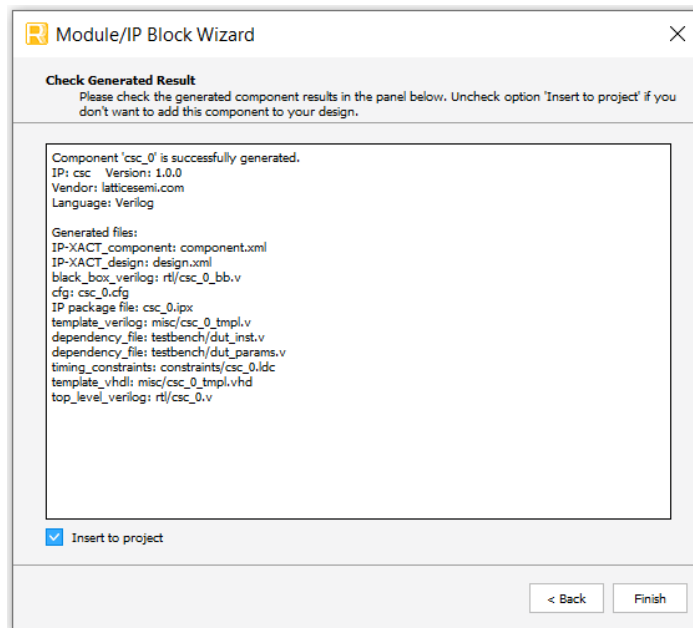 Module/IP Block Wizard
Check Generated Result
Please check the generated component results in the panel below. Uncheck option 'Insert to project' if you
don't want to add this component to your design.
Component 'csc_0' is successfully generated.
IP: csc    Version: 1.0.0
Vendor: latticesemi.com
Language: Verilog
Generated files:
IP-XACT_component: component.xml
IP-XACT_design: design.xml
black_box_verilog: rtl/csc_0_bb.v
cfg: csc_0.cfg
IP package file: csc_0.ipx
template_verilog: misc/csc_0_tmpl.v
dependency_file: testbench/dut_inst.v
dependency_file: testbench/dut_params.v
timing_constraints: constraints/csc_0.ldc
template_vhdl: misc/csc_0_tmpl.vhd
top_level_verilog: rtl/csc_0.v
Insert to project
< Back
Finish